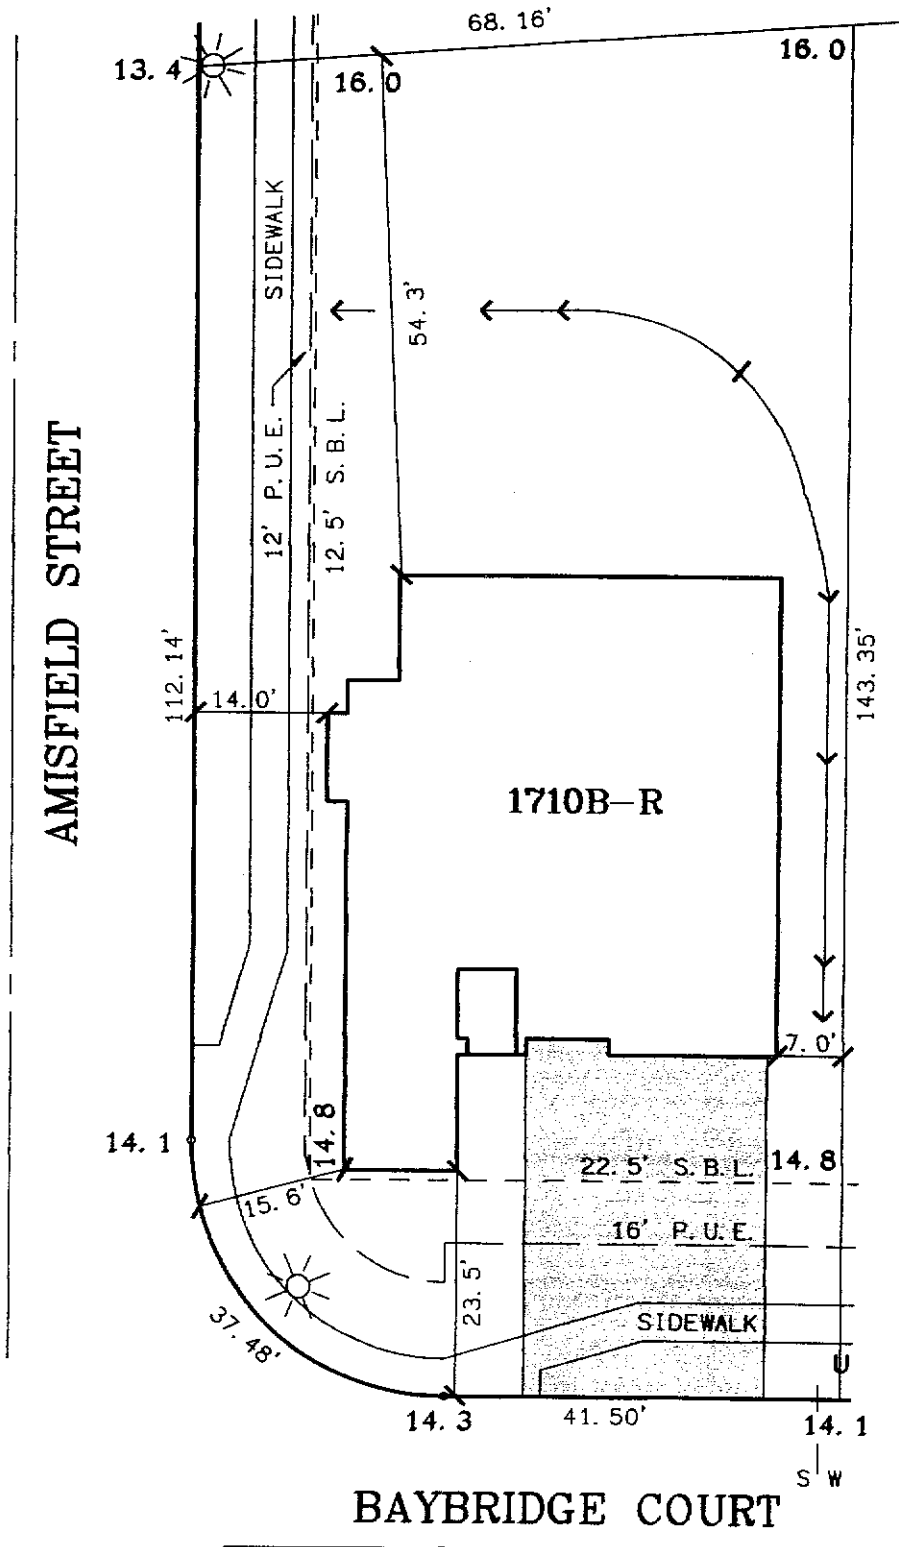 68. 16'
13. 4
16. 0
16. 0
SIDEWALK
54. 3'
12' P. U. E.
12. 5' S. B. L.
AMISFIELD STREET
112. 14'
14. 0'
143. 35'
1710B-R
7. 0'
14. 1
14. 8
22. 5' S. B. L.
14. 8
15. 6'
16' P. U. E.
23. 5'
37. 48'
SIDEWALK
U
14. 3
41. 50'
14. 1
S W
BAYBRIDGE COURT